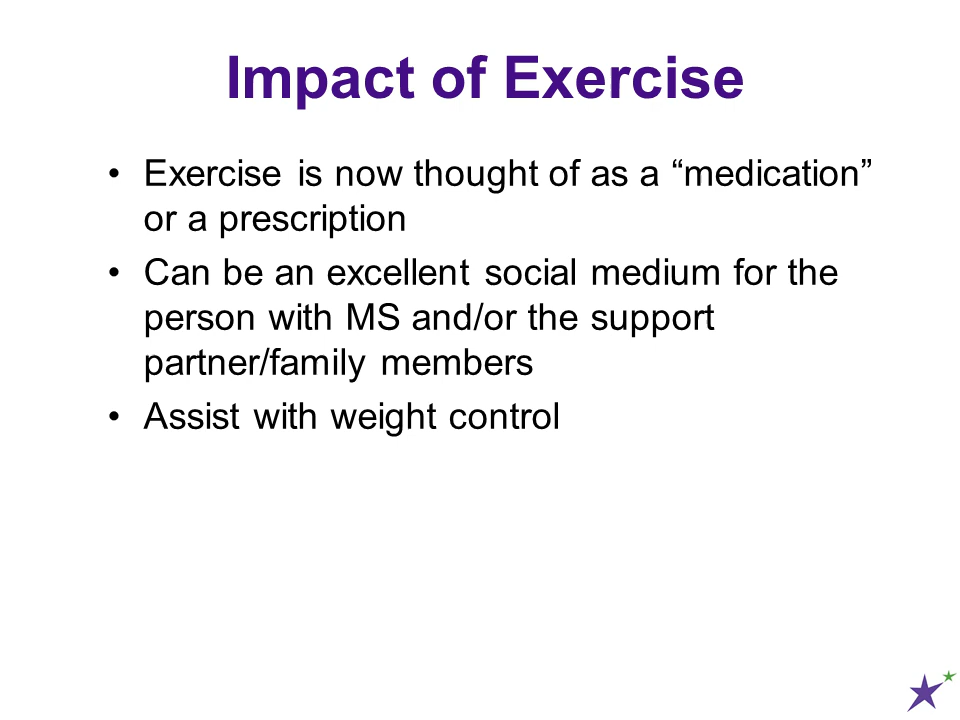 Impact of Exercise
• Exercise is now thought of as a “medication”
or a prescription
• Can be an excellent social medium for the
person with MS and/or the support
partner/family members
• Assist with weight control